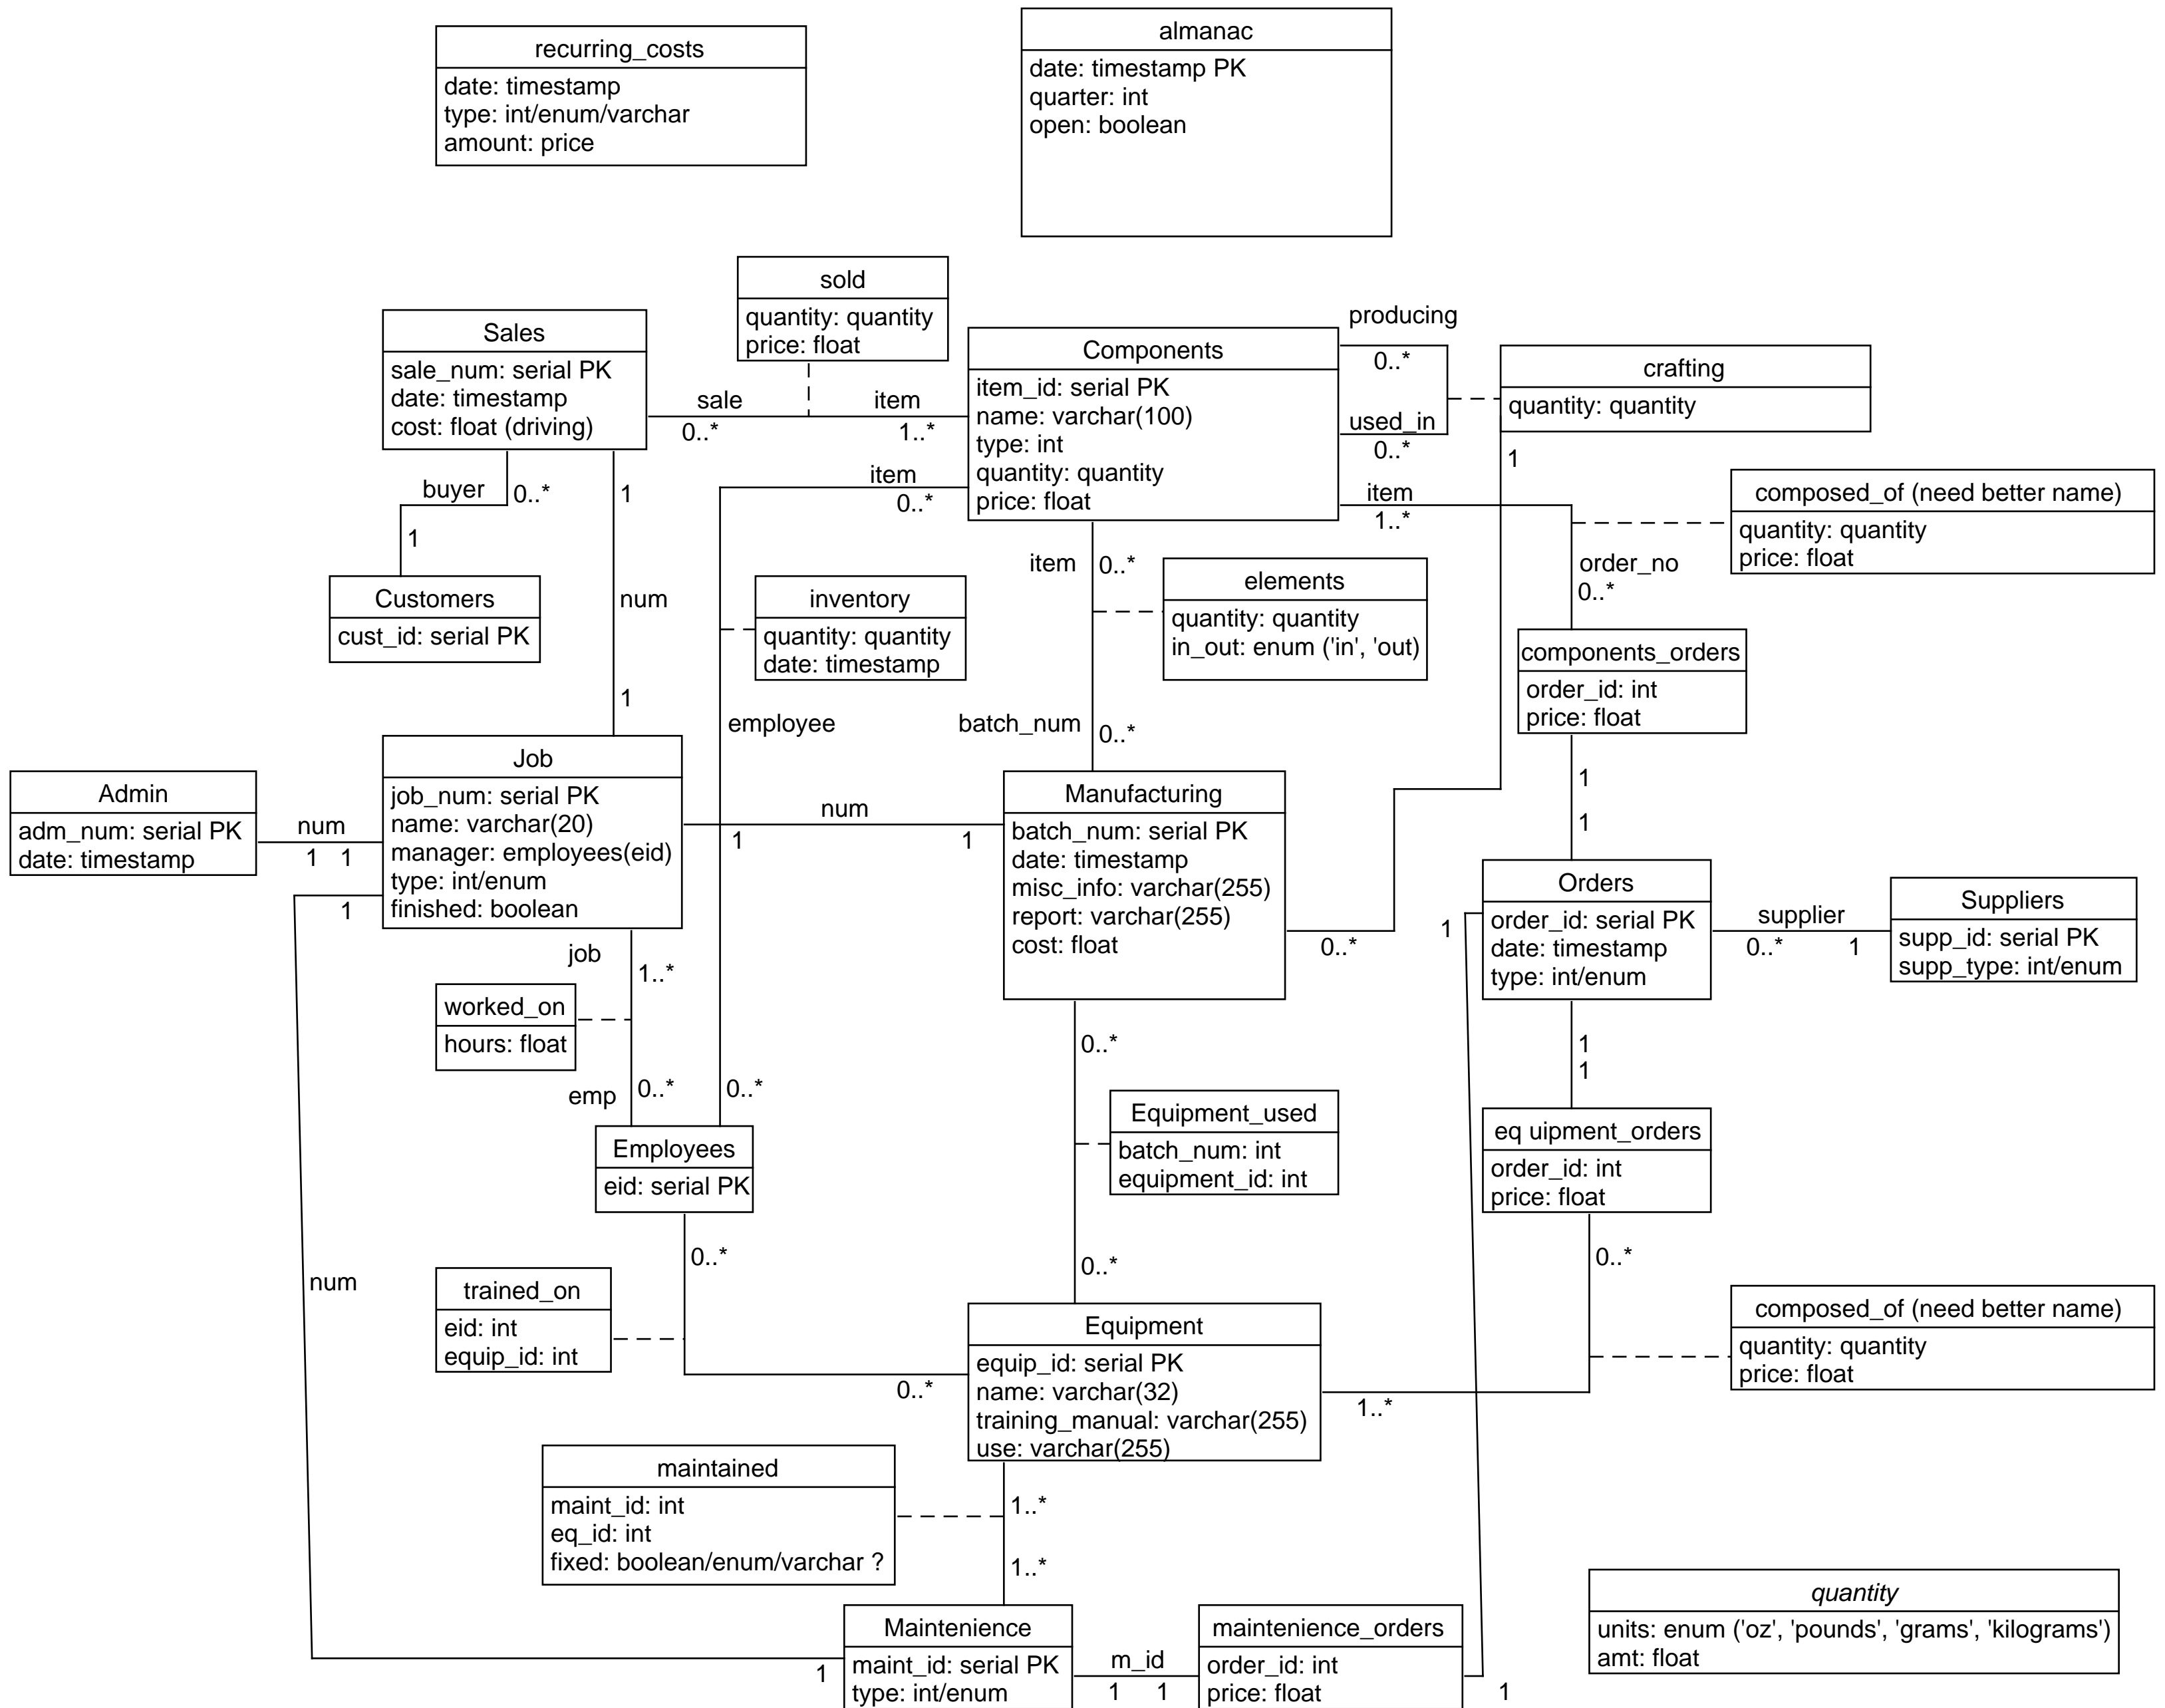 recurring_costs
date: timestamp
type: int/enum/varchar
amount: price
almanac
date: timestamp PK
quarter: int
open: boolean
sold
quantity: quantity
price: float
Sales
sale_num: serial PK
date: timestamp
cost: float (driving)
sale
0..*
item
1..*
Components
item_id: serial PK
name: varchar(100)
type: int
quantity: quantity
price: float
producing
0..*
used_in
0..*
crafting
quantity: quantity
1
item
0..*
item
1..*
composed_of (need better name)
quantity: quantity
price: float
order_no
0..*
buyer
0..*
1
1
num
1
Customers
cust_id: serial PK
inventory
quantity: quantity
date: timestamp
employee
0..*
item
0..*
elements
quantity: quantity
in_out: enum ('in', 'out)
batch_num
0..*
components_orders
order_id: int
price: float
1
1
Admin
adm_num: serial PK
date: timestamp
num
1
1
Job
job_num: serial PK
name: varchar(20)
manager: employees(eid)
type: int/enum
finished: boolean
1
num
1
1
Manufacturing
batch_num: serial PK
date: timestamp
misc_info: varchar(255)
report: varchar(255)
cost: float
0..*
1
Orders
order_id: serial PK
date: timestamp
type: int/enum
supplier
0..*
1
Suppliers
supp_id: serial PK
supp_type: int/enum
job
1..*
worked_on
hours: float
emp
0..*
Employees
eid: serial PK
0..*
0..*
Equipment_used
batch_num: int
equipment_id: int
0..*
1
1
eq uipment_orders
order_id: int
price: float
0..*
num
trained_on
eid: int
equip_id: int
0..*
Equipment
equip_id: serial PK
name: varchar(32)
training_manual: varchar(255)
use: varchar(255)
1..*
composed_of (need better name)
quantity: quantity
price: float
maintained
maint_id: int
eq_id: int
fixed: boolean/enum/varchar ?
1..*
1..*
1
Maintenience
maint_id: serial PK
type: int/enum
m_id
1
1
maintenience_orders
order_id: int
price: float
1
quantity
units: enum ('oz', 'pounds', 'grams', 'kilograms')
amt: float